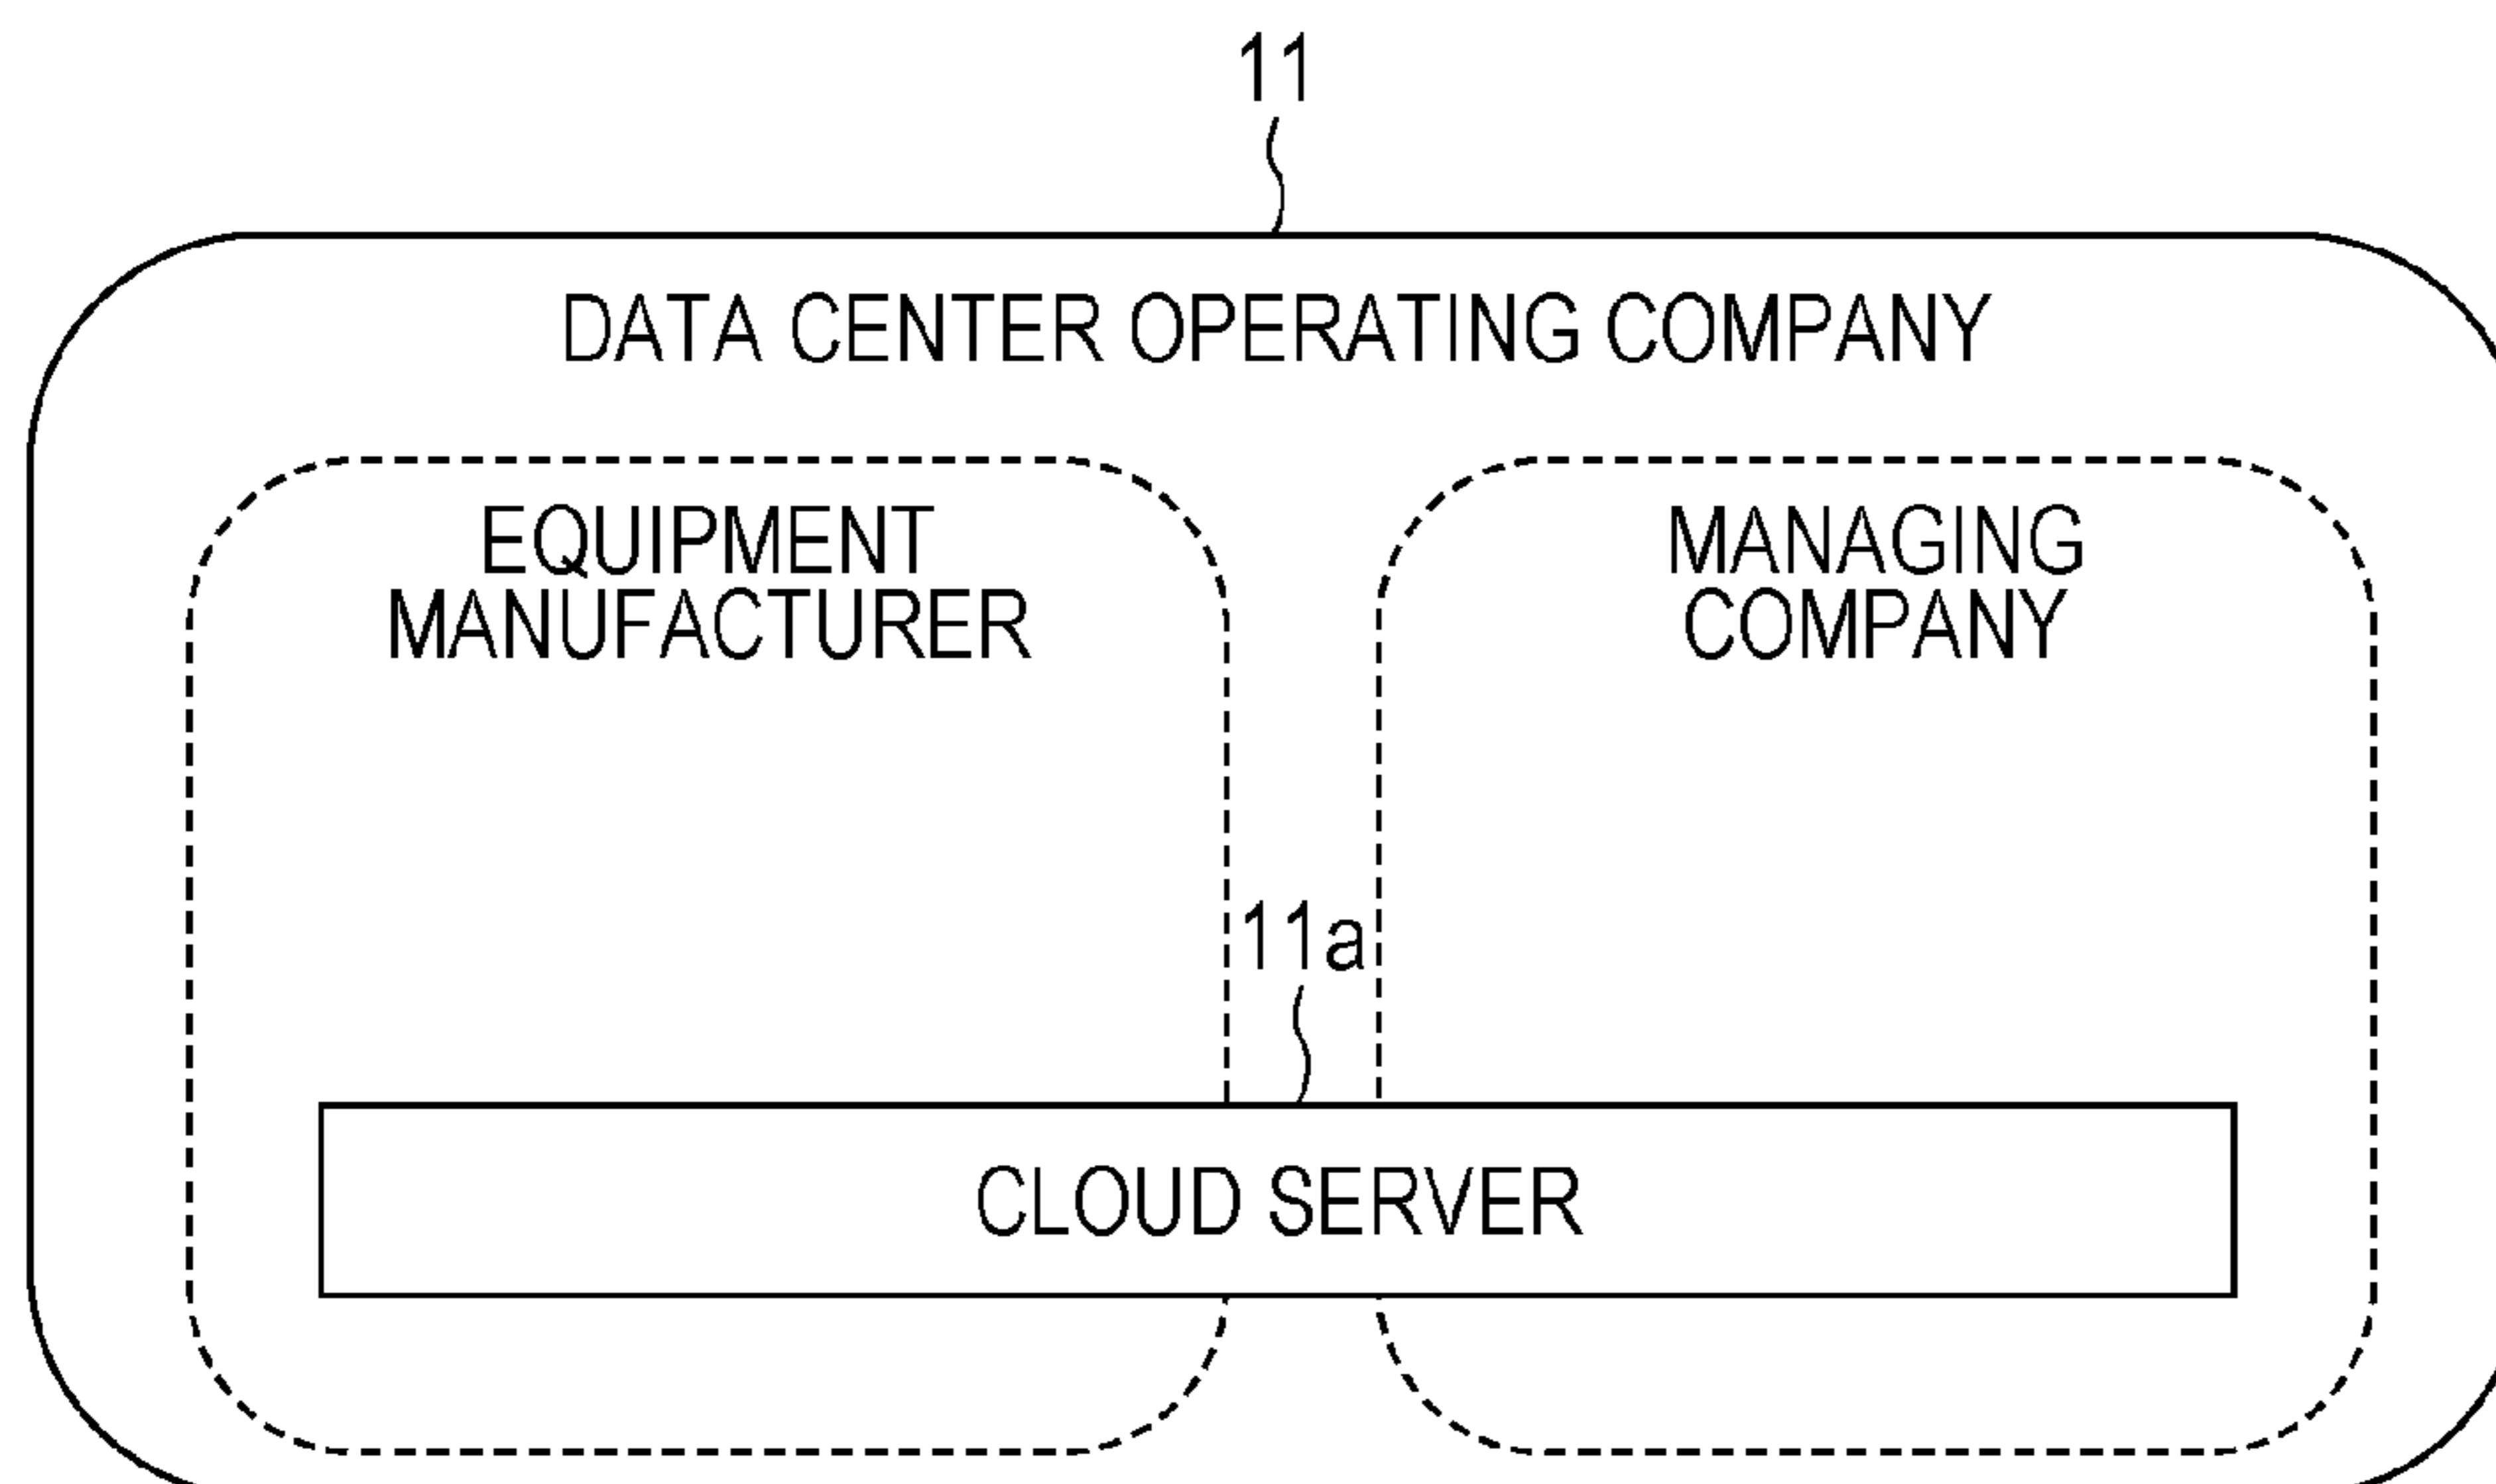 11
DATA CENTER OPERATING COMPANY
EQUIPMENT
MANUFACTURER
MANAGING
COMPANY
11a
CLOUD SERVER